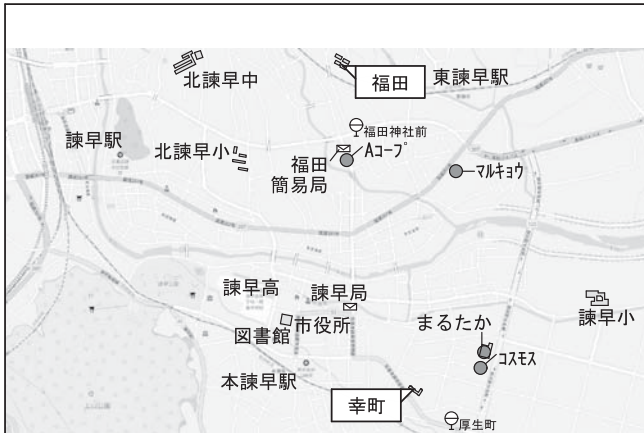 北諫早中
福田
東諫早駅
福田神社前
諫早駅
北諫早小
Aコープ
福田
簡易局
マルキョウ
諫早高
諫早局
諫早小
図書館
市役所
まるたか
コスモス
本諫早駅
幸町
厚生町